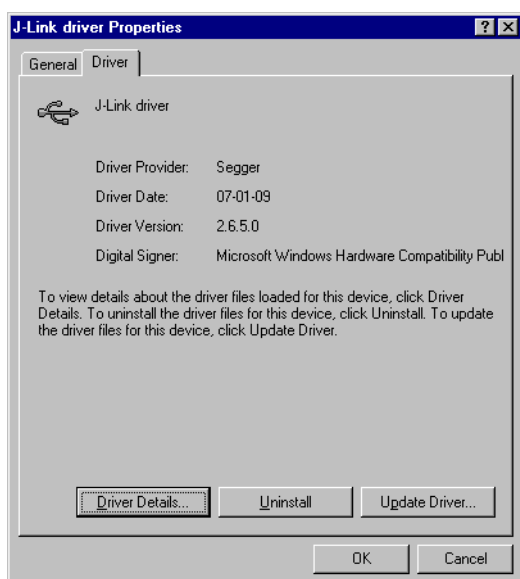 J-Link driver Properties
General Driver
J-Link driver
Driver Provider: Segger
Driver Date: 07-01-09
Driver Version: 2.6.5.0
Digital Signer: Microsoft Windows Hardware Compatibility Publ
To view details about the driver files loaded for this device, click Driver
Details. To uninstall the driver files for this device, click Uninstall. To update
the driver files for this device, click Update Driver.
Driver Details... Uninstall Update Driver...
OK Cancel